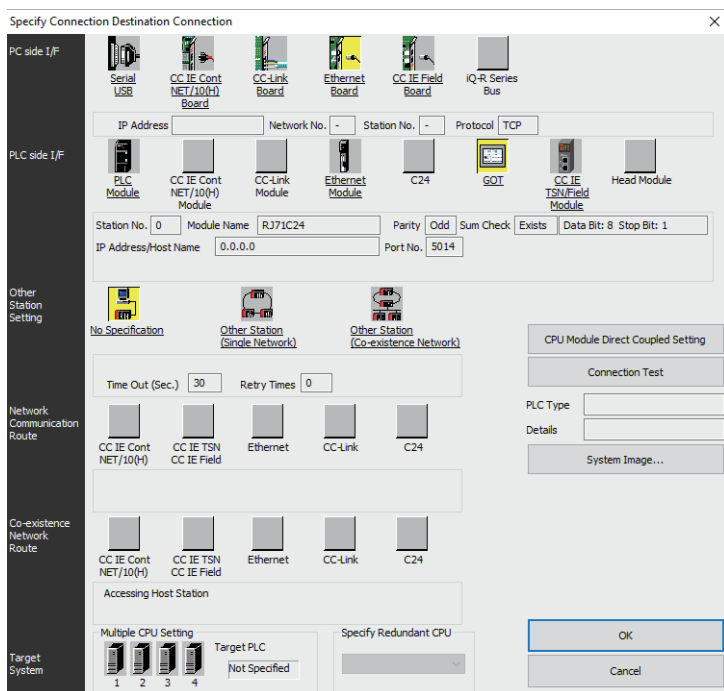 Specify Connection Destination Connection
PC side I/F
Serial
USB
CC IE Cont
NET/10(H)
Board
CC-Link
Board
Ethernet
Board
CC IE Field
Board
iQ-R Series
Bus
IP Address
Network No. -
Station No. -
Protocol TCP
PLC side I/F
PLC
Module
CC IE Cont
NET/10(H)
Module
CC-Link
Module
Ethernet
Module
C24
GOT
CC IE
TSN/Field
Module
Head Module
Station No. 0
Module Name RJ71C24
Parity Odd
Sum Check Exists
Data Bit: 8 Stop Bit: 1
IP Address/Host Name 0.0.0.0
Port No. 5014
Other
Station
Setting
No Specification
Other Station
(Single Network)
Other Station
(Co-existence Network)
CPU Module Direct Coupled Setting
Time Out (Sec.) 30
Retry Times 0
Connection Test
Network
Communication
Route
CC IE Cont
NET/10(H)
CC IE TSN
CC IE Field
Ethernet
CC-Link
C24
PLC Type
Details
System Image...
Co-existence
Network
Route
CC IE Cont
NET/10(H)
CC IE TSN
CC IE Field
Ethernet
CC-Link
C24
Accessing Host Station
Target
System
Multiple CPU Setting
1 2 3 4
Target PLC
Not Specified
Specify Redundant CPU
OK
Cancel